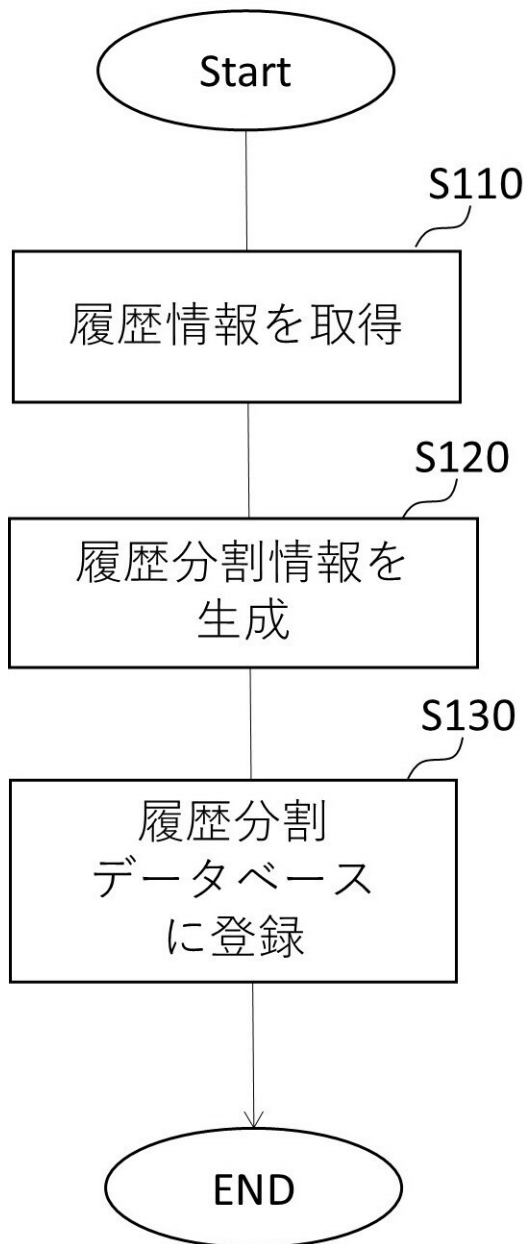 Start
S110
履歴情報を取得
S120
履歴分割情報を
生成
S130
履歴分割
データベース
に登録
END